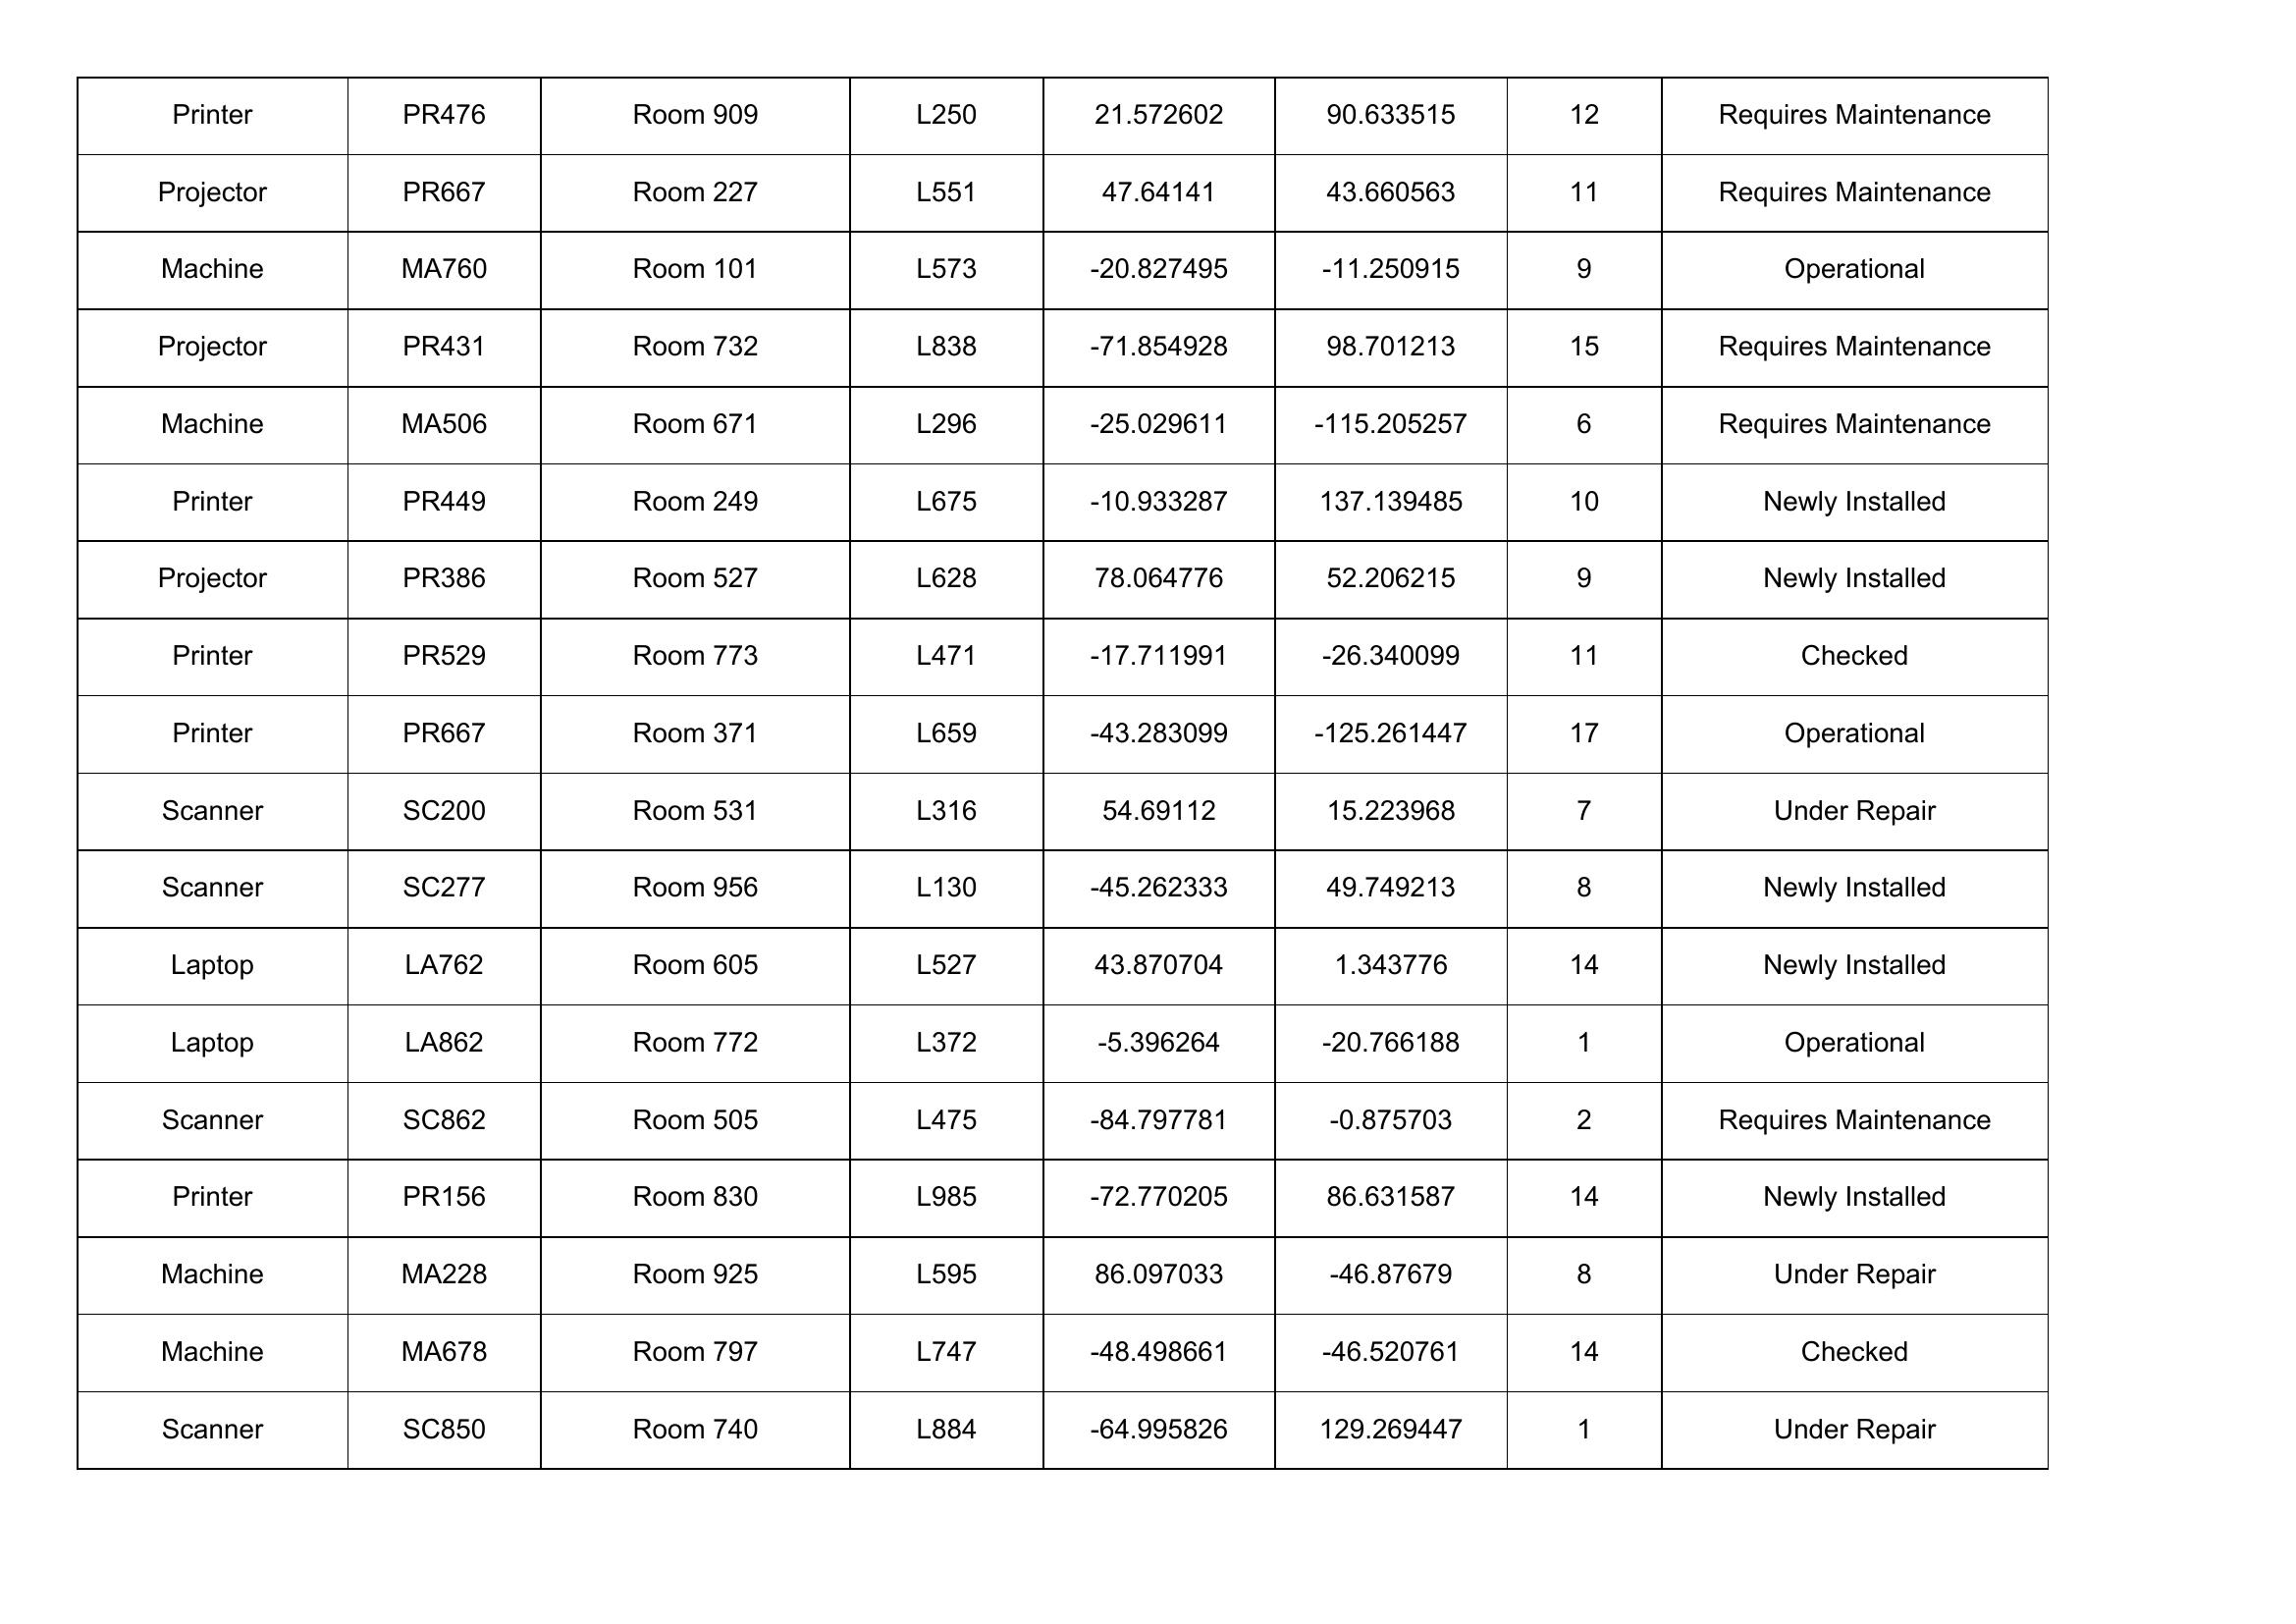 Printer PR476 Room 909 L250 21.572602 90.633515 12 Requires Maintenance
Projector PR667 Room 227 L551 47.64141 43.660563 11 Requires Maintenance
Machine MA760 Room 101 L573 -20.827495 -11.250915 9 Operational
Projector PR431 Room 732 L838 -71.854928 98.701213 15 Requires Maintenance
Machine MA506 Room 671 L296 -25.029611 -115.205257 6 Requires Maintenance
Printer PR449 Room 249 L675 -10.933287 137.139485 10 Newly Installed
Projector PR386 Room 527 L628 78.064776 52.206215 9 Newly Installed
Printer PR529 Room 773 L471 -17.711991 -26.340099 11 Checked
Printer PR667 Room 371 L659 -43.283099 -125.261447 17 Operational
Scanner SC200 Room 531 L316 54.69112 15.223968 7 Under Repair
Scanner SC277 Room 956 L130 -45.262333 49.749213 8 Newly Installed
Laptop LA762 Room 605 L527 43.870704 1.343776 14 Newly Installed
Laptop LA862 Room 772 L372 -5.396264 -20.766188 1 Operational
Scanner SC862 Room 505 L475 -84.797781 -0.875703 2 Requires Maintenance
Printer PR156 Room 830 L985 -72.770205 86.631587 14 Newly Installed
Machine MA228 Room 925 L595 86.097033 -46.87679 8 Under Repair
Machine MA678 Room 797 L747 -48.498661 -46.520761 14 Checked
Scanner SC850 Room 740 L884 -64.995826 129.269447 1 Under Repair